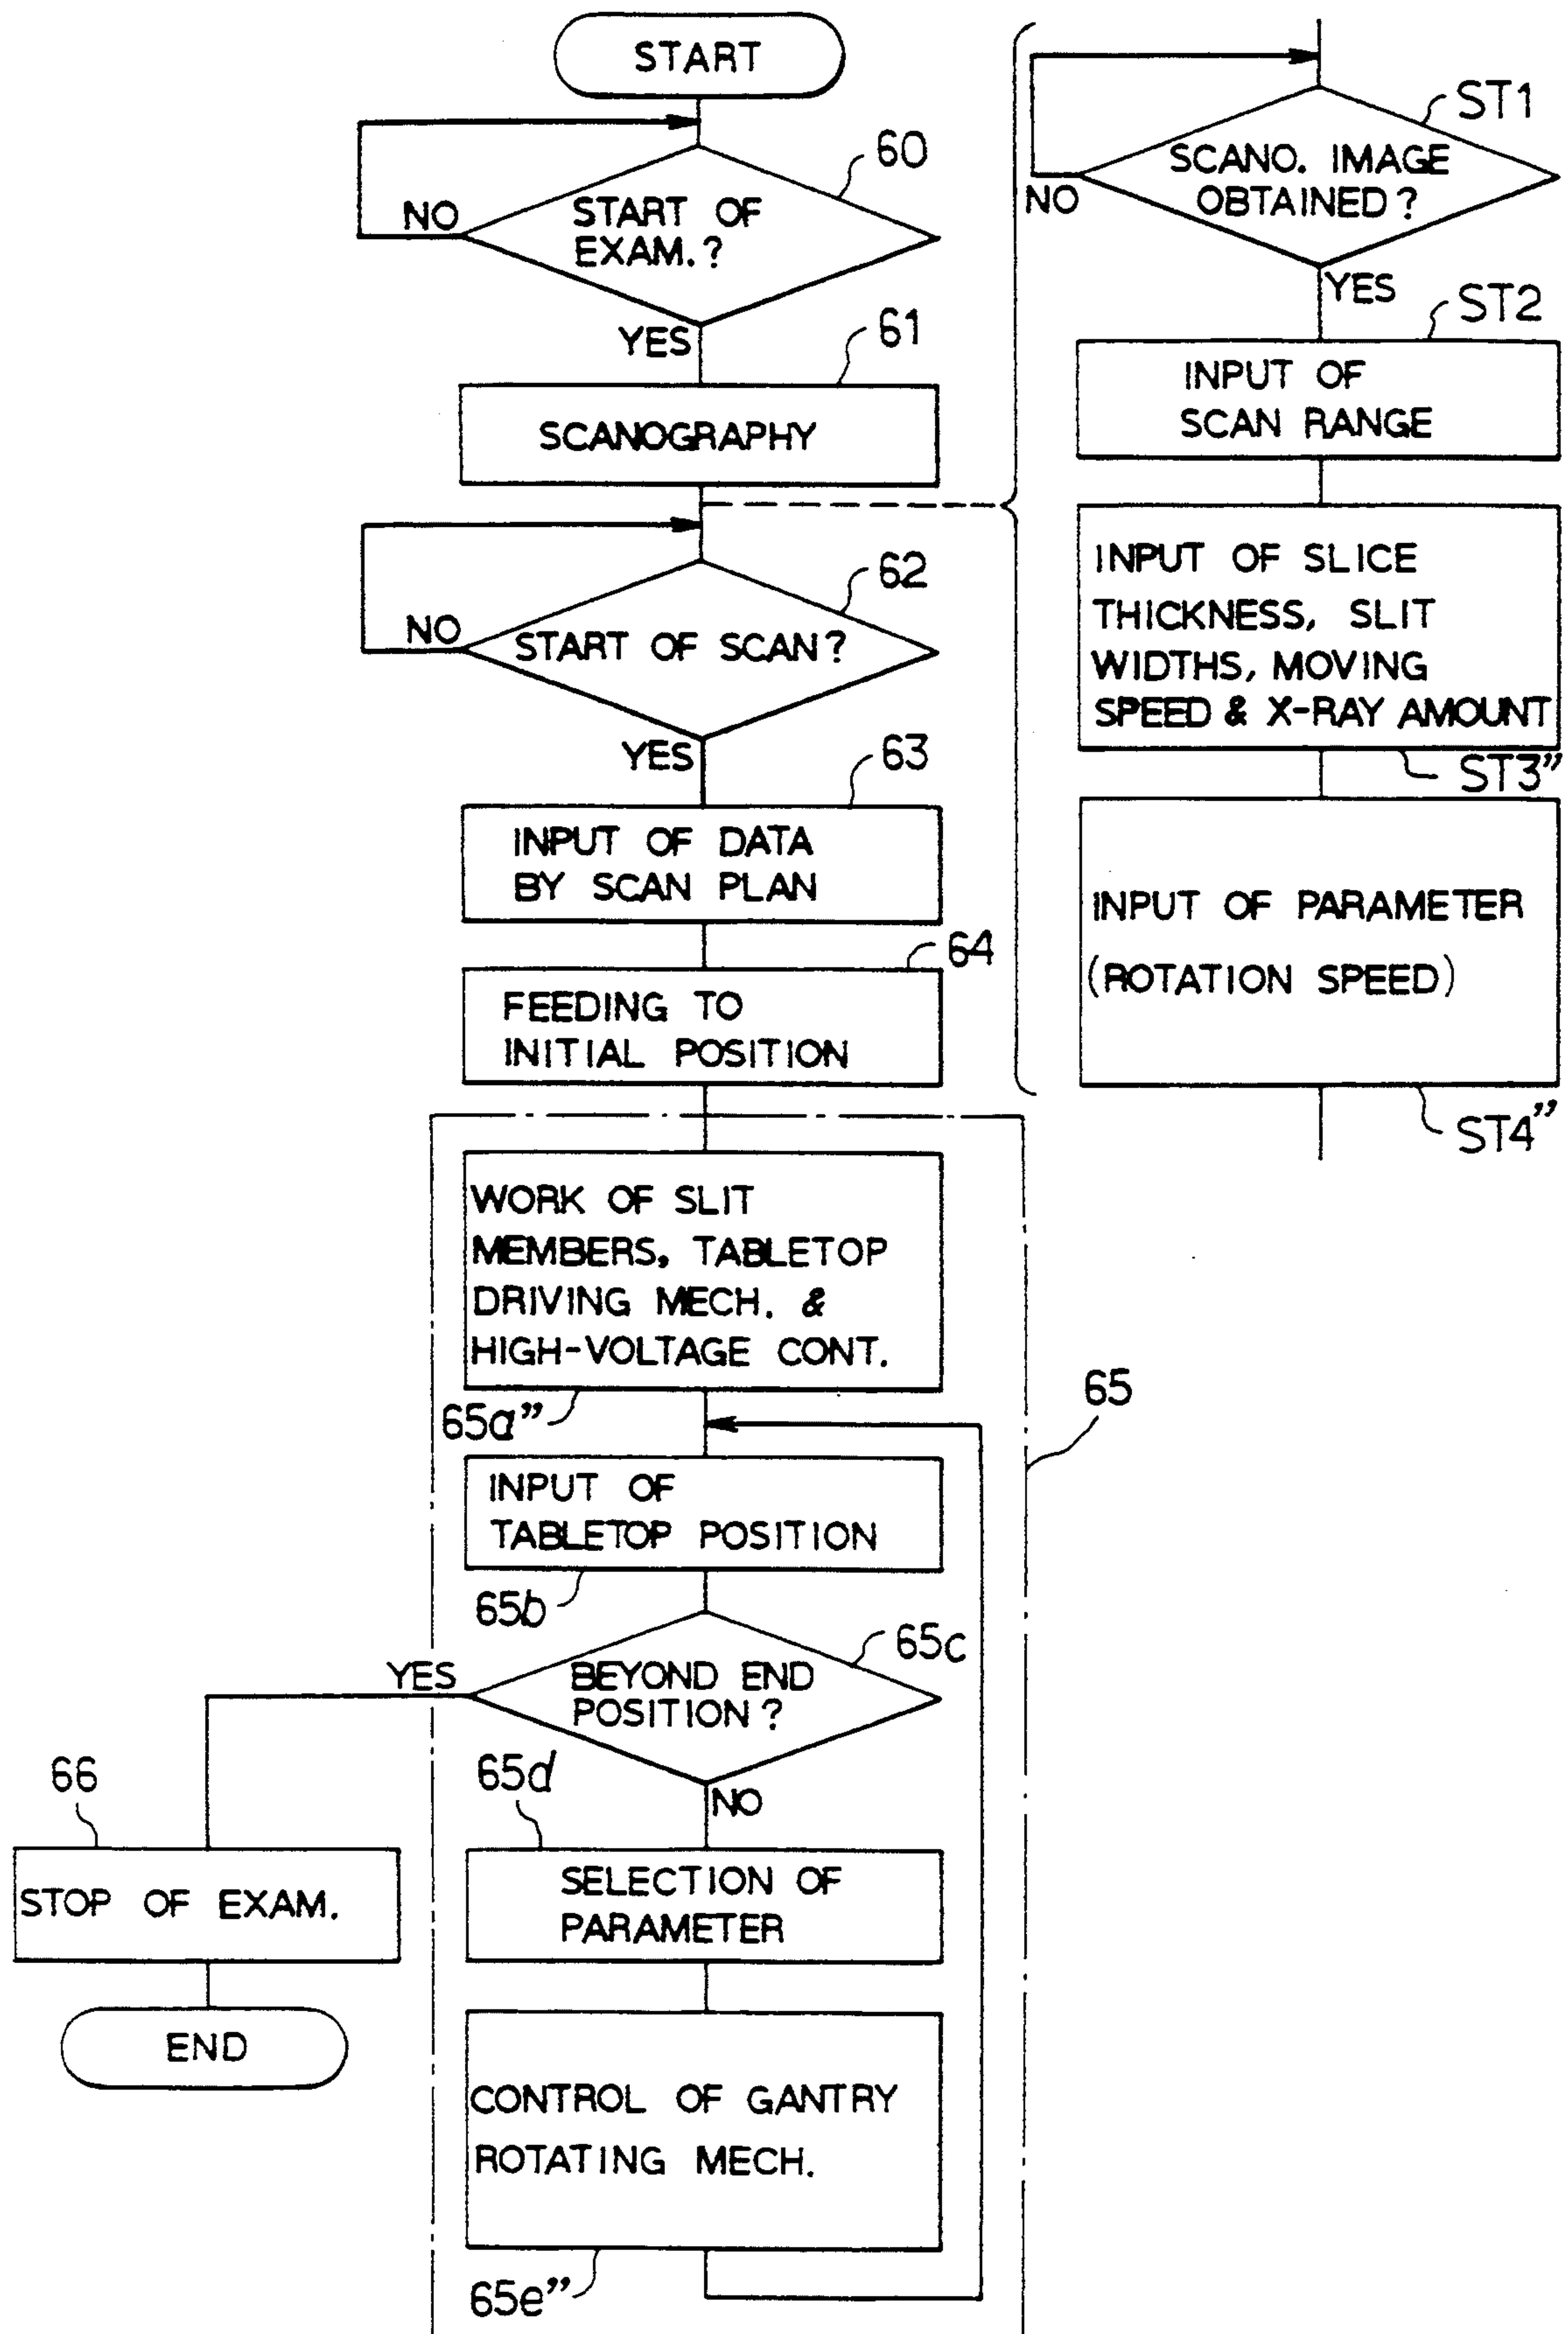 START
60
START OF
EXAM.?
NO
YES
61
SCANOGRAPHY
62
START OF SCAN?
NO
YES
63
INPUT OF DATA
BY SCAN PLAN
64
FEEDING TO
INITIAL POSITION
WORK OF SLIT
MEMBERS, TABLETOP
DRIVING MECH. &
HIGH-VOLTAGE CONT.
65a"
65
INPUT OF
TABLETOP POSITION
65b
65c
BEYOND END
POSITION?
YES
NO
66
STOP OF EXAM.
END
65d
SELECTION OF
PARAMETER
CONTROL OF GANTRY
ROTATING MECH.
65e"
ST1
SCANO. IMAGE
OBTAINED?
NO
YES
ST2
INPUT OF
SCAN RANGE
INPUT OF SLICE
THICKNESS, SLIT
WIDTHS, MOVING
SPEED & X-RAY AMOUNT
ST3"
INPUT OF PARAMETER
(ROTATION SPEED)
ST4"